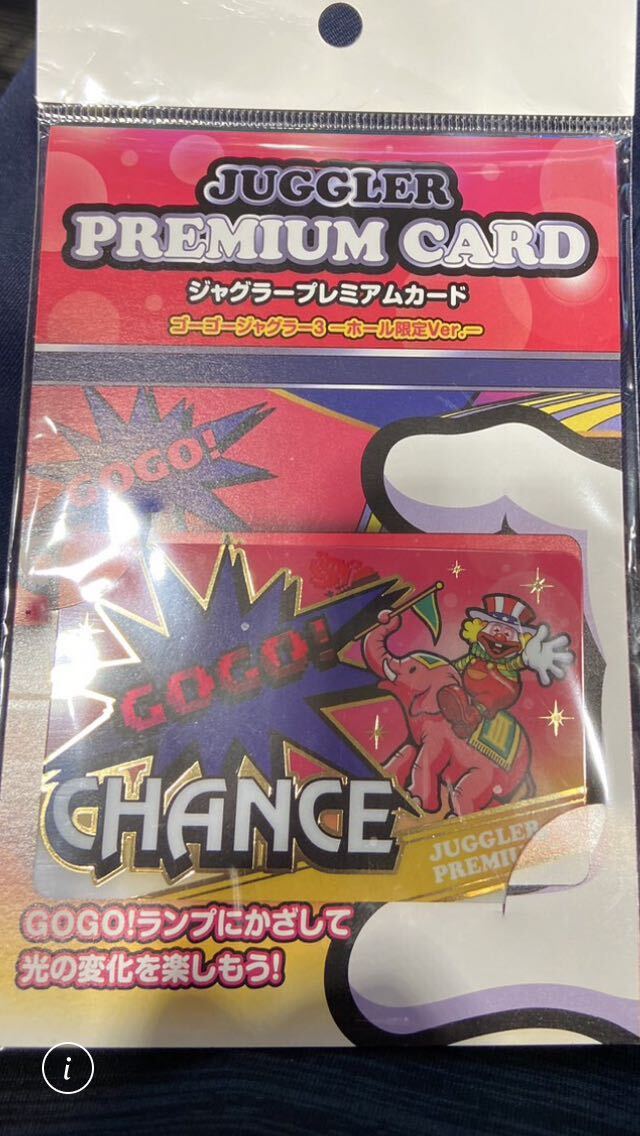 JUGGLER
PREMIUM CARD
ジャグラープレミアムカード
ゴーゴージャグラー3 ーホール限定Ver.ー
GOGO!
GOGO!
CHANCE
JUGGLER
PREMIU
GOGO!ランプにかざして
光の変化を楽しもう!
i